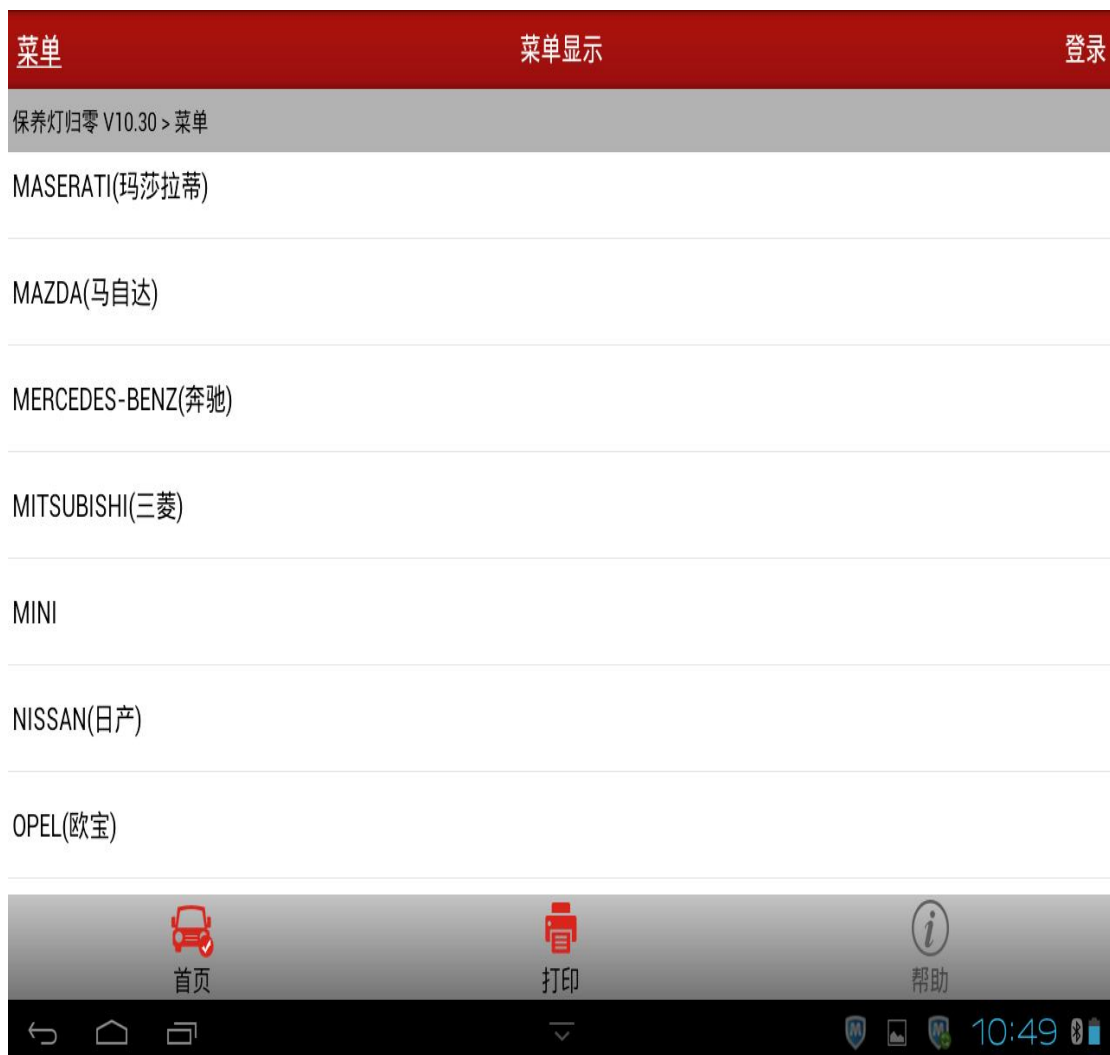 菜单 菜单显示 登录
保养灯归零 V10.30 > 菜单
MASERATI(玛莎拉蒂)
MAZDA(马自达)
MERCEDES-BENZ(奔驰)
MITSUBISHI(三菱)
MINI
NISSAN(日产)
OPEL(欧宝)
首页 打印 帮助
10:49